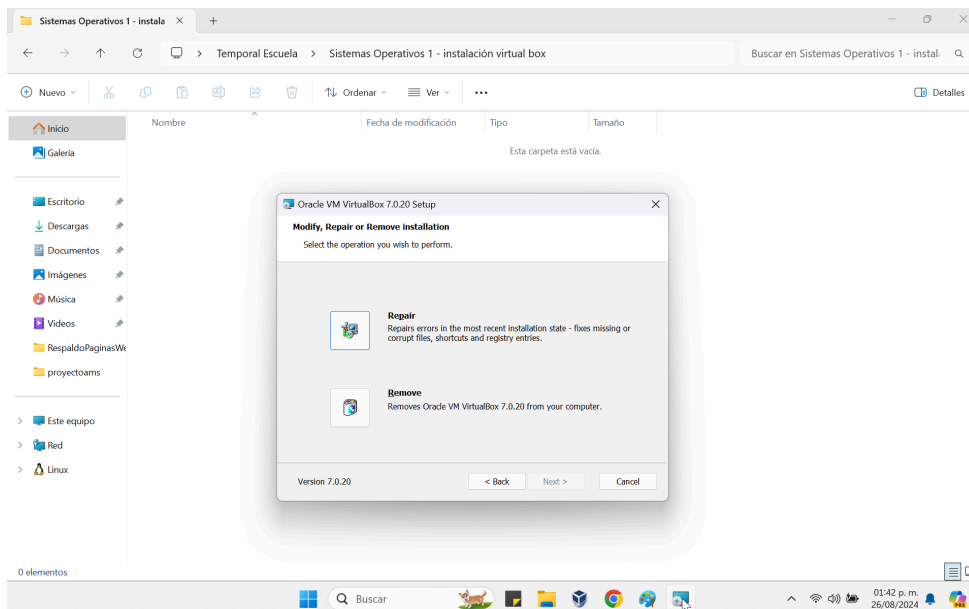 Sistemas Operativos 1 - instala
Temporal Escuela > Sistemas Operativos 1 - instalación virtual box
Buscar en Sistemas Operativos 1 - instal
Nuevo
Ordenar
Ver
Detalles
Inicio
Galería
Escritorio
Descargas
Documentos
Imágenes
Música
Videos
RespaldoPaginasWe
proyectoams
Este equipo
Red
Linux
Nombre
Fecha de modificación
Tipo
Tamaño
Esta carpeta está vacía.
Oracle VM VirtualBox 7.0.20 Setup
Modify, Repair or Remove installation
Select the operation you wish to perform.
Repair
Repairs errors in the most recent installation state - fixes missing or
corrupt files, shortcuts and registry entries.
Remove
Removes Oracle VM VirtualBox 7.0.20 from your computer.
Version 7.0.20
< Back
Next >
Cancel
0 elementos
Buscar
01:42 p. m.
26/08/2024
PRE